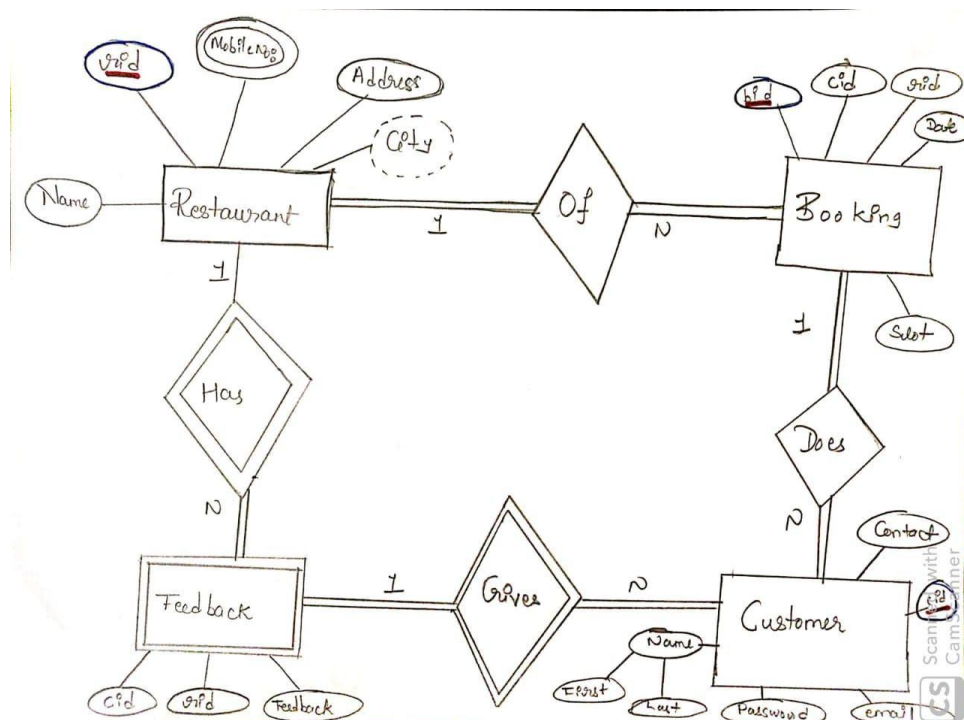 rid
MobileNo:
Address
City
Name
Restaurant
1
Of
N
bid
cid
rid
Date
Booking
Slot
1
Does
N
1
Has
N
Feedback
cid
rid
Feedback
1
Gives
N
Customer
Contact
cid
Name
First
Last
Password
email
CS Scanned with
CamScanner